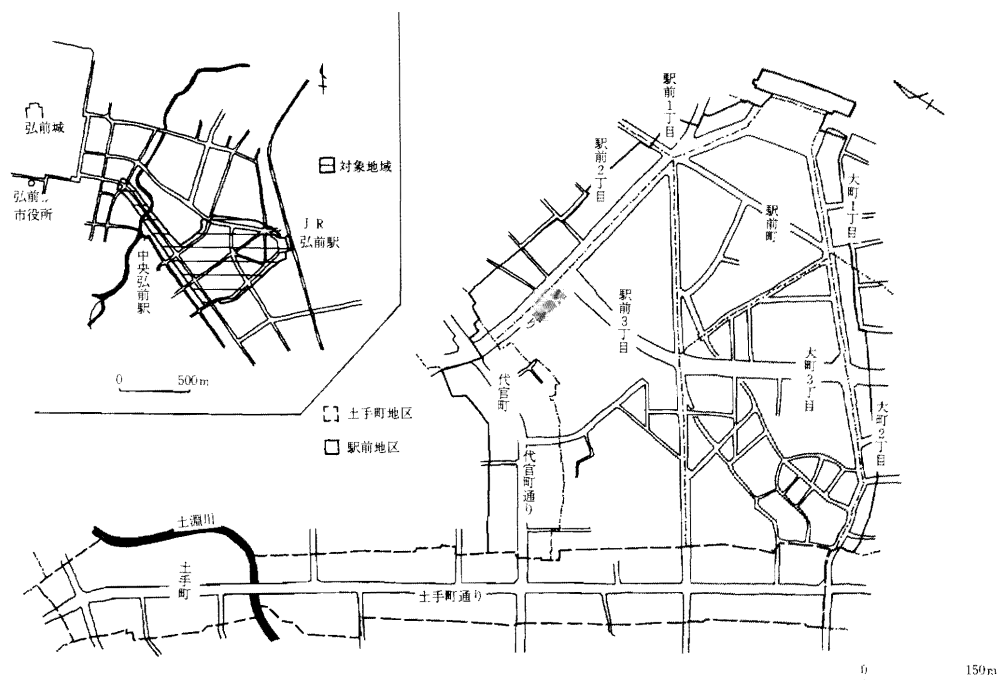 弘前城
弘前
市役所
対象地域
JR
弘前駅
中央弘前駅
0 500m
土手町地区
駅前地区
駅前1丁目
駅前2丁目
駅前町
大町1丁目
駅前3丁目
大町3丁目
大町2丁目
代官町
代官町通り
土淵川
土手町
土手町通り
0 150m